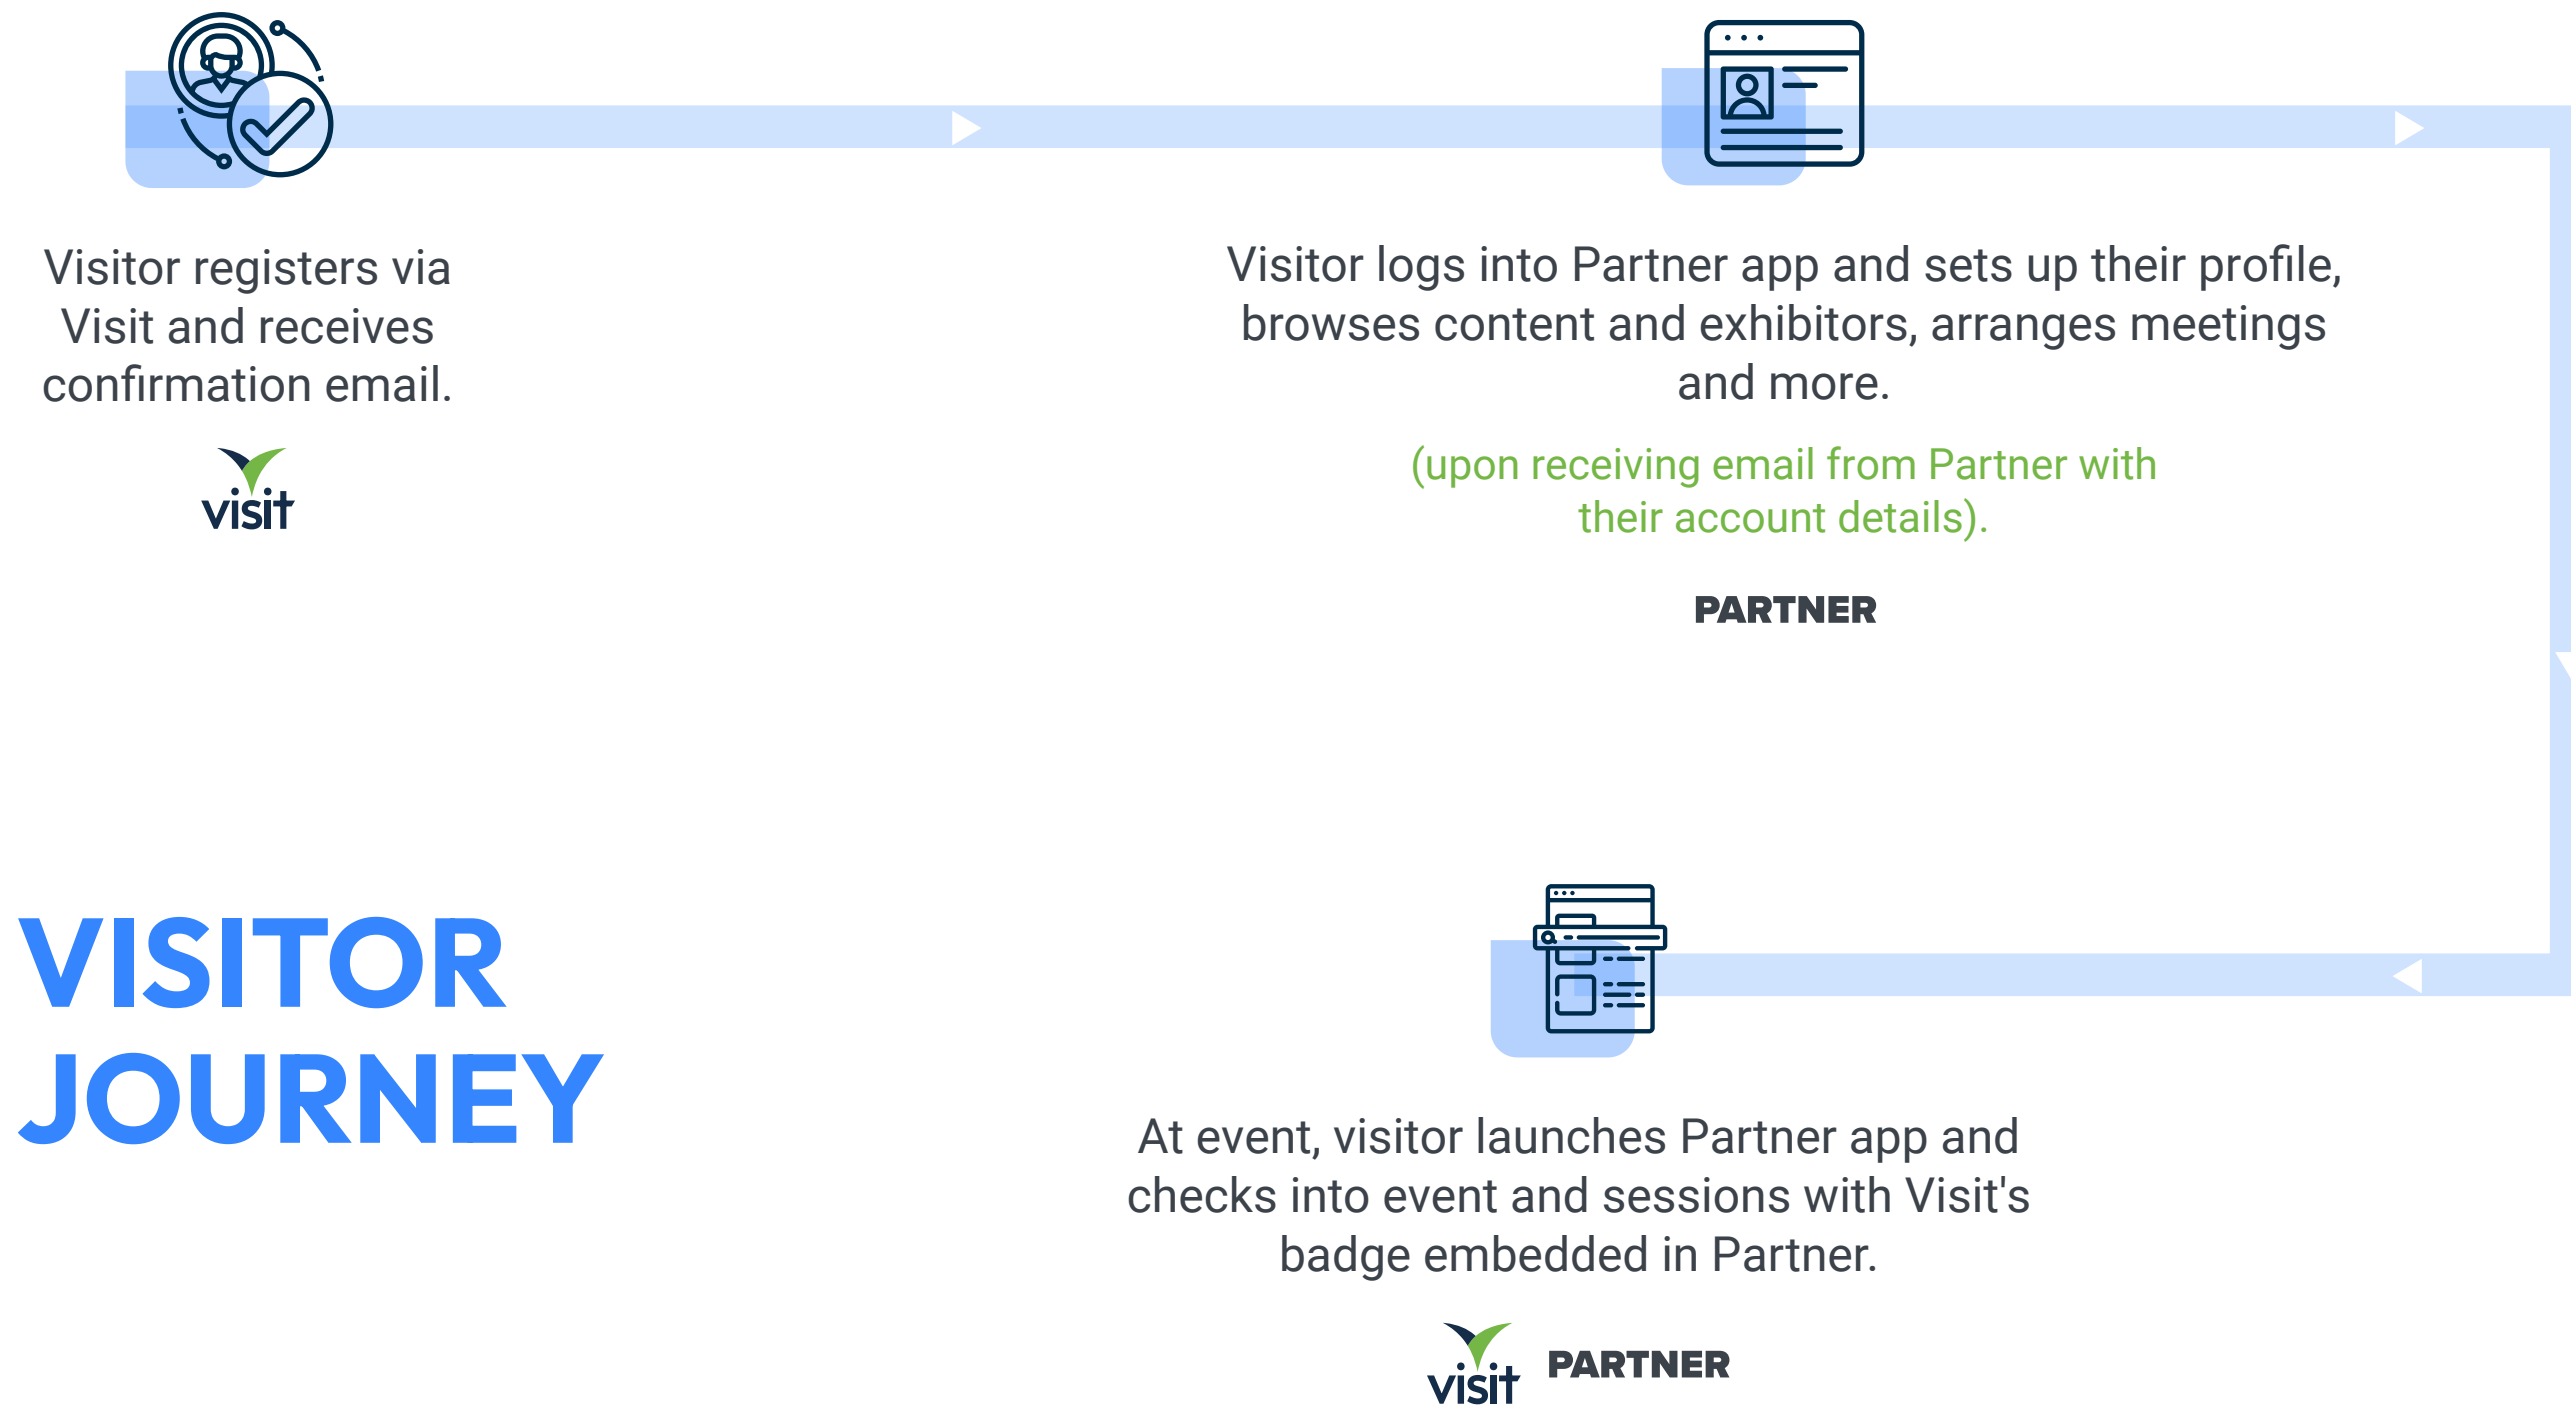 Visitor registers via
Visit and receives
confirmation email.
visit
Visitor logs into Partner app and sets up their profile,
browses content and exhibitors, arranges meetings
and more.
(upon receiving email from Partner with
their account details).
PARTNER
VISITOR
JOURNEY
At event, visitor launches Partner app and
checks into event and sessions with Visit's
badge embedded in Partner.
visit PARTNER